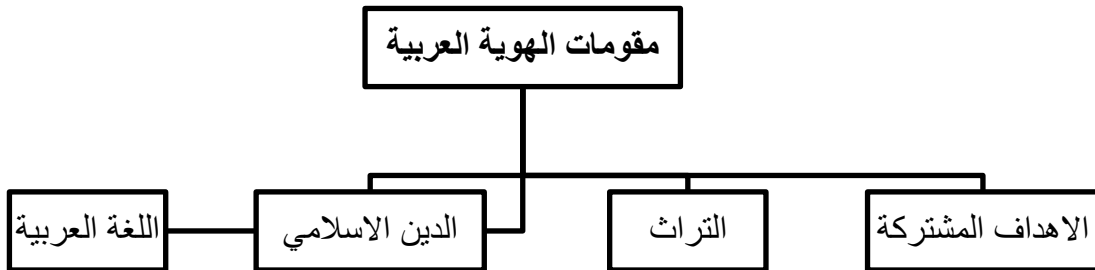 مقومات الهوية العربية
الاهداف المشتركة
التراث
الدين الاسلامي
اللغة العربية